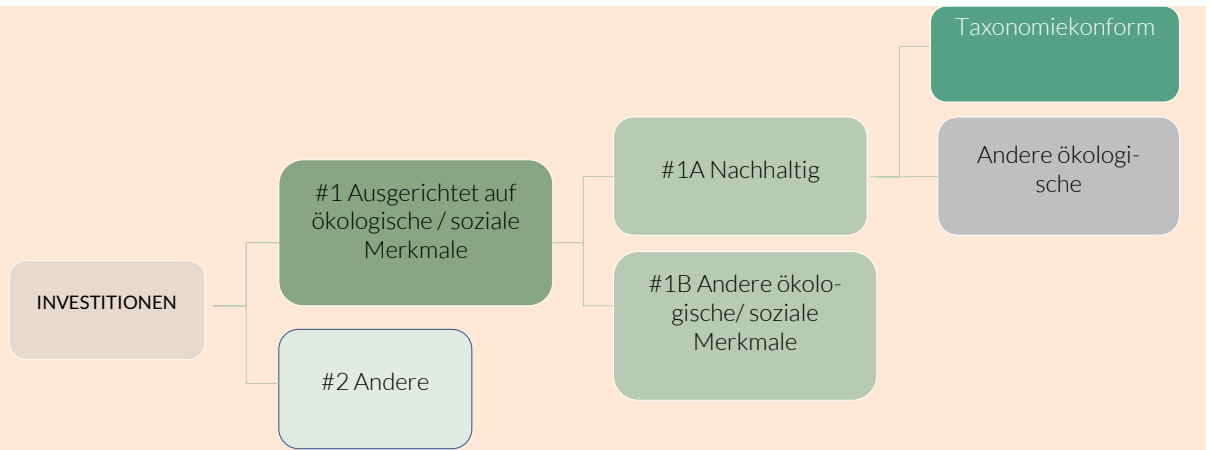 INVESTITIONEN
#1 Ausgerichtet auf
ökologische / soziale
Merkmale
#2 Andere
#1A Nachhaltig
#1B Andere ökolo-
gische/ soziale
Merkmale
Taxonomiekonform
Andere ökologi-
sche